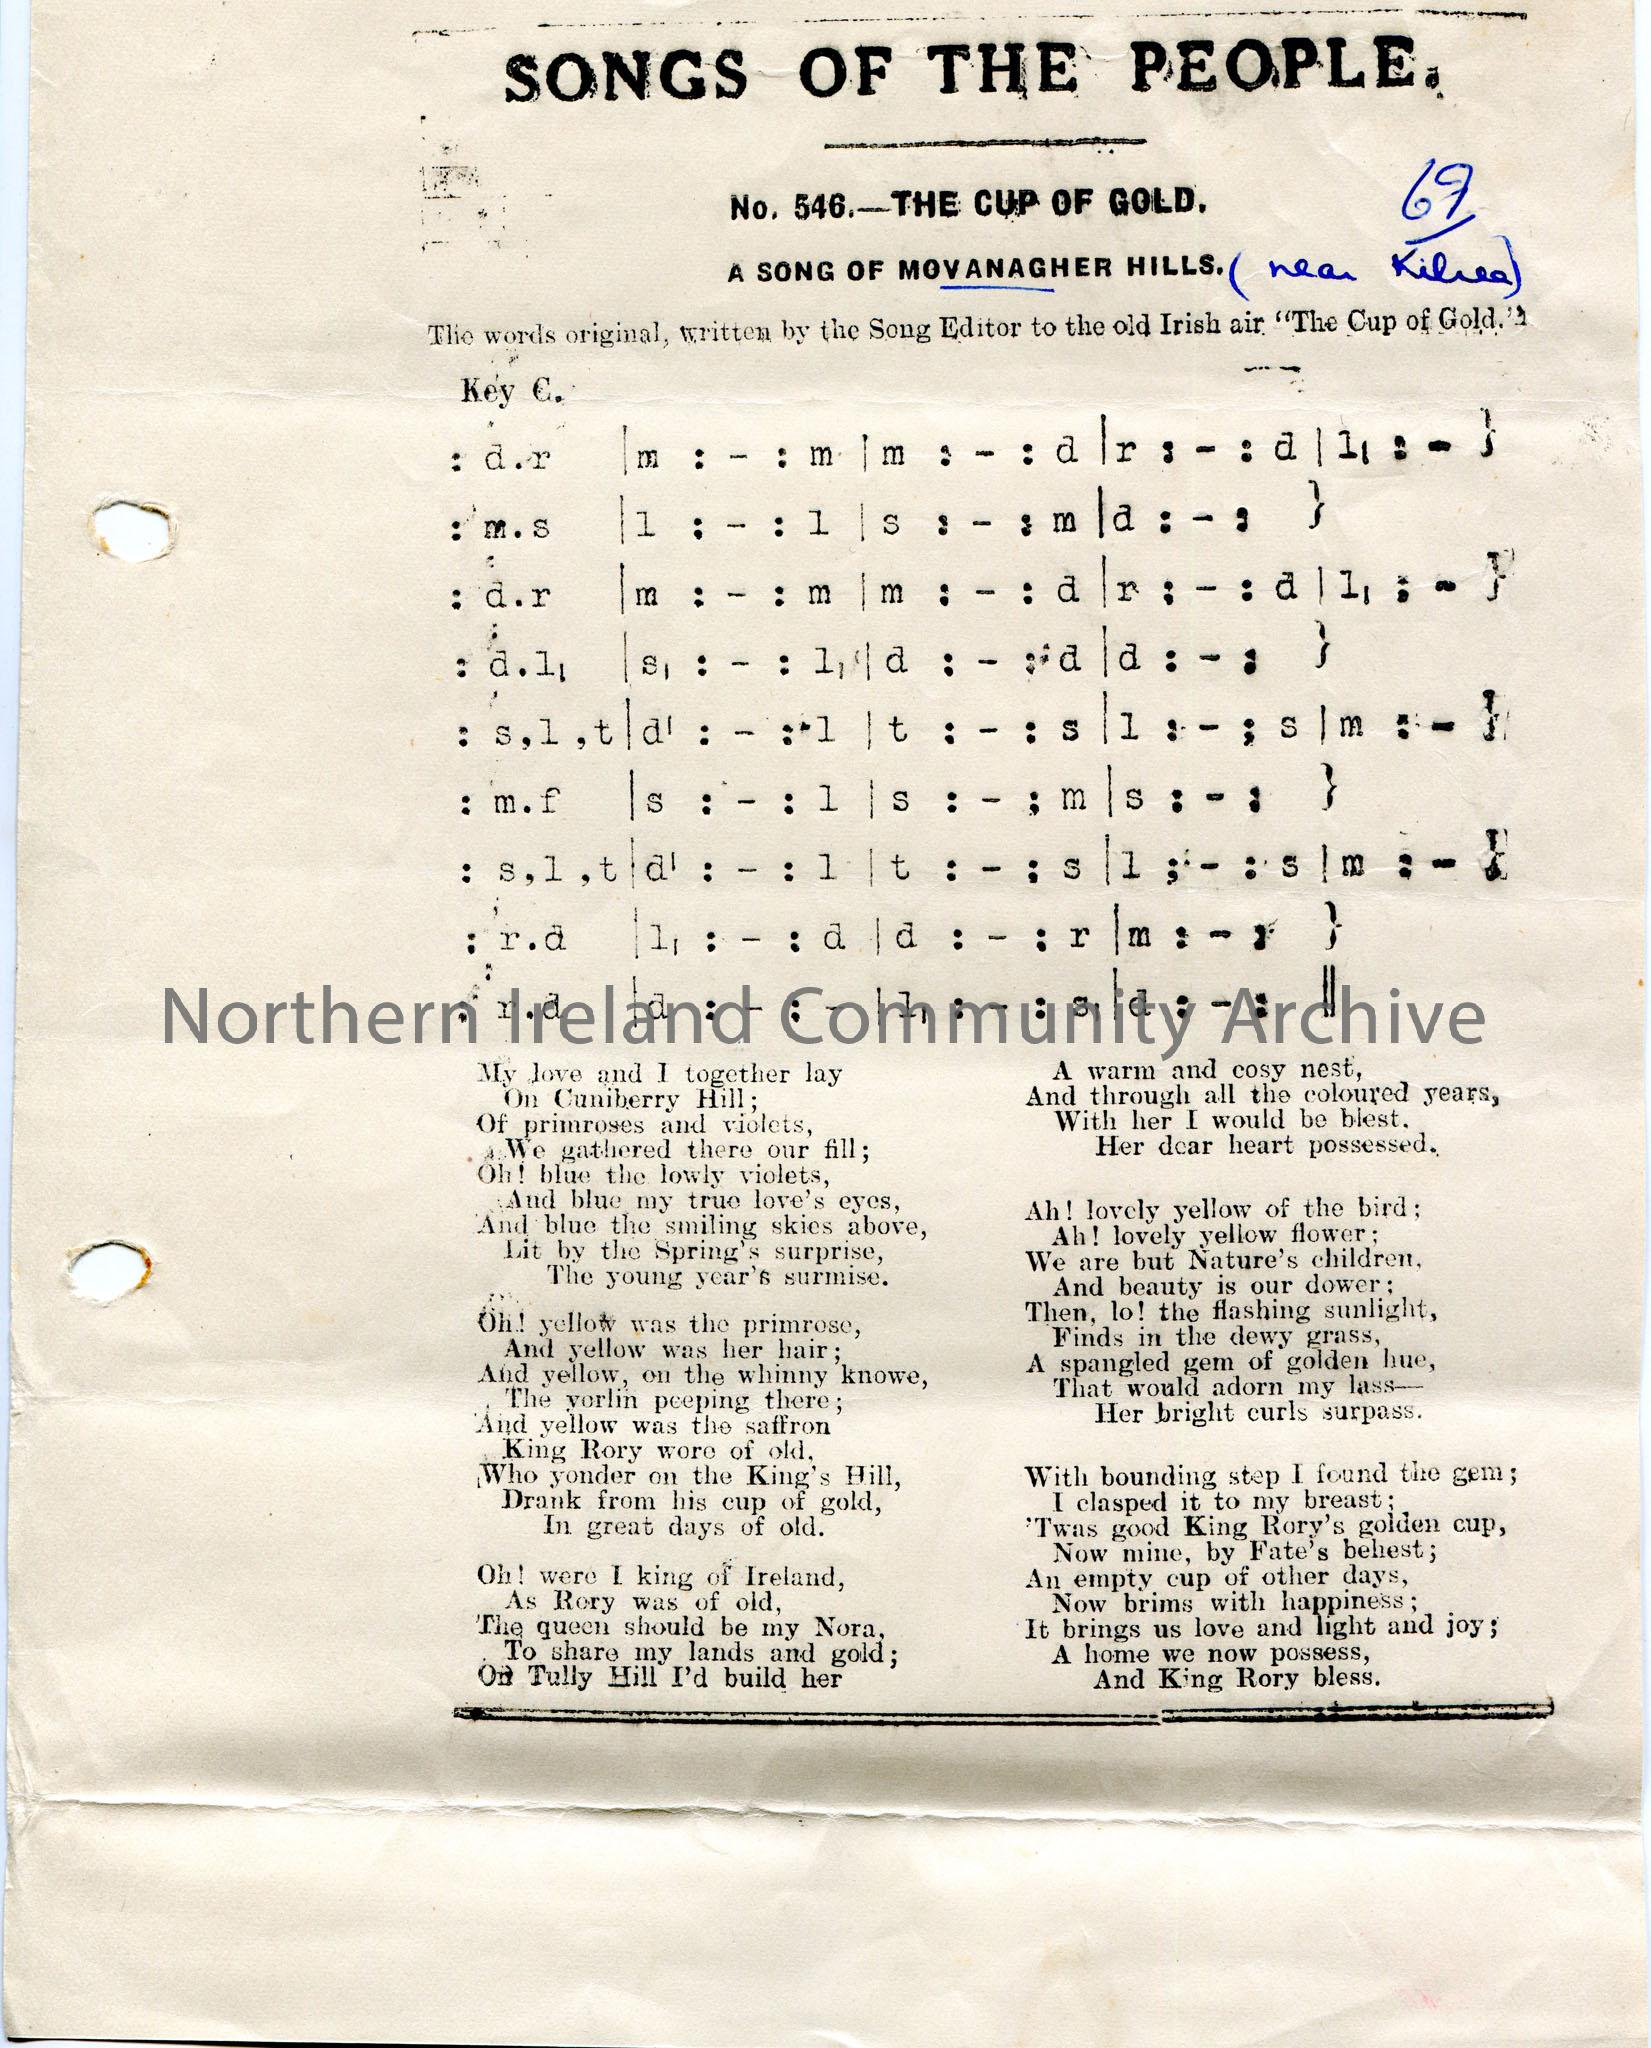 SONGS OF THE PEOPLE.
No. 546.—THE CUP OF GOLD.
69
A SONG OF MOVANAGHER HILLS. (near Kilrea)
The words original, written by the Song Editor to the old Irish air "The Cup of Gold."
Key C.
: d.r |m : - : m |m : - : d |r : - : d |l, : - }
: m.s |l : - : l |s : - : m |d : - : }
: d.r |m : - : m |m : - : d |r : - : d |l, : - }
: d.l, |s, : - : l, |d : - : d |d : - : }
: s,l,t |d' : - : l |t : - : s |l : - : s |m : - }
: m.f |s : - : l |s : - : m |s : - : }
: s,l,t |d' : - : l |t : - : s |l : - : s |m : - }
: r.d |l, : - : d |d : - : r |m : - : }
: r.d |d : - : - |l, : - : s, |d : - : ‖
Northern Ireland Community Archive
My love and I together lay
On Cuniberry Hill;
Of primroses and violets,
We gathered there our fill;
Oh! blue the lowly violets,
And blue my true love's eyes,
And blue the smiling skies above,
Lit by the Spring's surprise,
The young year's surmise.
Oh! yellow was the primrose,
And yellow was her hair;
And yellow, on the whinny knowe,
The yorlin peeping there;
And yellow was the saffron
King Rory wore of old,
Who yonder on the King's Hill,
Drank from his cup of gold,
In great days of old.
Oh! were I king of Ireland,
As Rory was of old,
The queen should be my Nora,
To share my lands and gold;
On Tully Hill I'd build her
A warm and cosy nest,
And through all the coloured years,
With her I would be blest.
Her dear heart possessed.
Ah! lovely yellow of the bird;
Ah! lovely yellow flower;
We are but Nature's children,
And beauty is our dower;
Then, lo! the flashing sunlight,
Finds in the dewy grass,
A spangled gem of golden hue,
That would adorn my lass—
Her bright curls surpass.
With bounding step I found the gem;
I clasped it to my breast;
'Twas good King Rory's golden cup,
Now mine, by Fate's behest;
An empty cup of other days,
Now brims with happiness;
It brings us love and light and joy;
A home we now possess,
And King Rory bless.